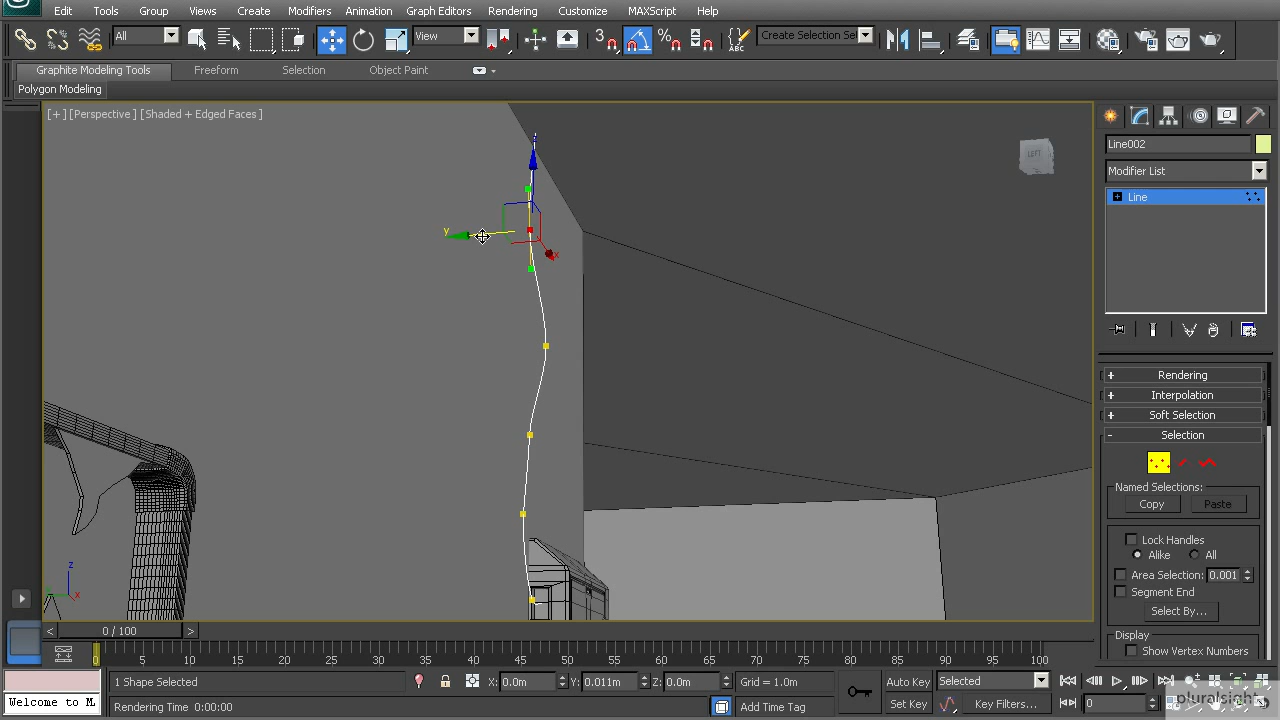 Edit Tools Group Views Create Modifiers Animation Graph Editors Rendering Customize MAXScript Help
All View 3 Create Selection Set
Graphite Modeling Tools Freeform Selection Object Paint
Polygon Modeling
[+] [Perspective] [Shaded + Edged Faces]
LEFT
Line002
Modifier List
Line
z
y
x
Rendering
Interpolation
Soft Selection
Selection
Named Selections:
Copy Paste
Lock Handles
Alike All
Area Selection: 0.001
Segment End
Select By...
Display
Show Vertex Numbers
z
x
0 / 100
0 5 10 15 20 25 30 35 40 45 50 55 60 65 70 75 80 85 90 95 100
1 Shape Selected X: 0.0m Y: 0.011m Z: 0.0m Grid = 1.0m Auto Key Selected
Welcome to M Rendering Time 0:00:00 Add Time Tag Set Key Key Filters... 0
pluralsight